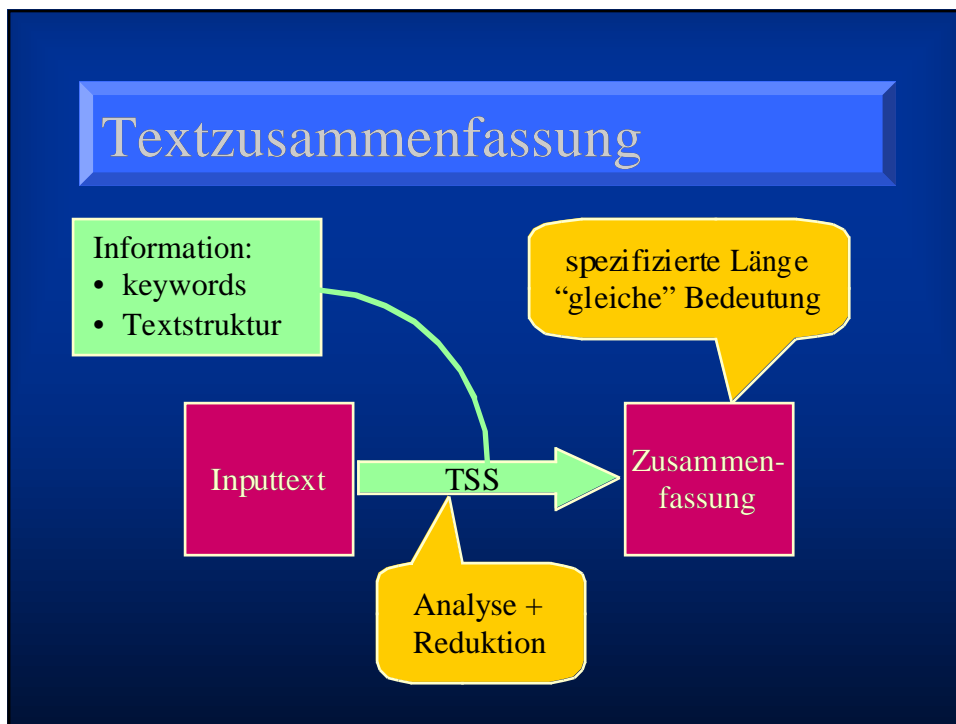 Textzusammenfassung
Information:
• keywords
• Textstruktur
spezifizierte Länge
“gleiche” Bedeutung
Inputtext
TSS
Zusammen-
fassung
Analyse +
Reduktion